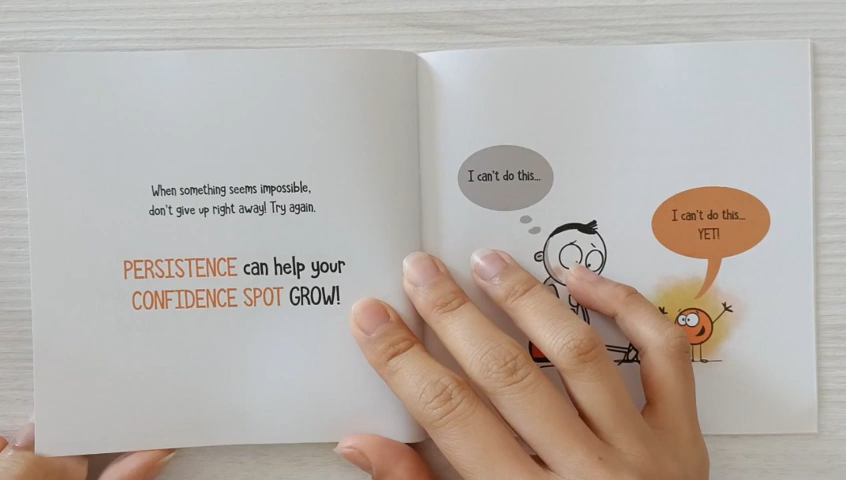 When something seems impossible,
don't give up right away! Try again.
PERSISTENCE can help your
CONFIDENCE SPOT GROW!
I can't do this...
I can't do this...
YET!